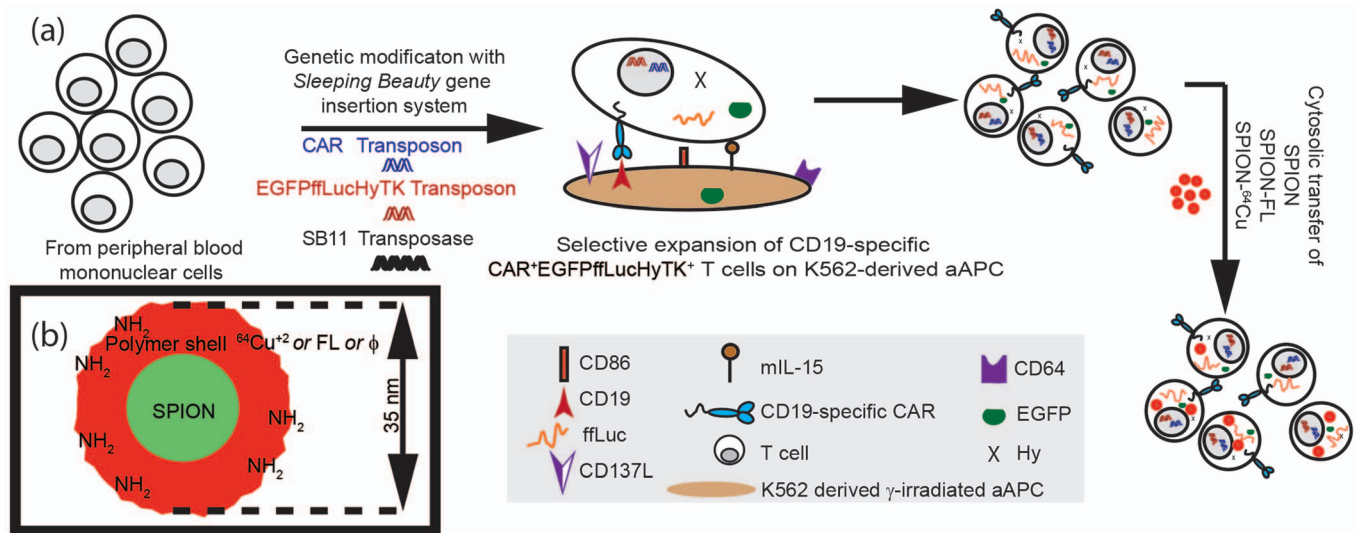 (a)
Genetic modificaton with
Sleeping Beauty gene
insertion system
CAR Transposon
EGFPffLucHyTK Transposon
SB11 Transposase
From peripheral blood
mononuclear cells
X
Selective expansion of CD19-specific
CAR⁺EGFPffLucHyTK⁺ T cells on K562-derived aAPC
Cytosolic transfer of
SPION
SPION-FL
SPION-⁶⁴Cu
(b)
NH₂
Polymer shell ⁶⁴Cu⁺² or FL or ϕ
NH₂
SPION
NH₂
NH₂
NH₂
NH₂
35 nm
CD86
CD19
ffLuc
CD137L
mIL-15
CD19-specific CAR
T cell
K562 derived γ-irradiated aAPC
CD64
EGFP
X Hy